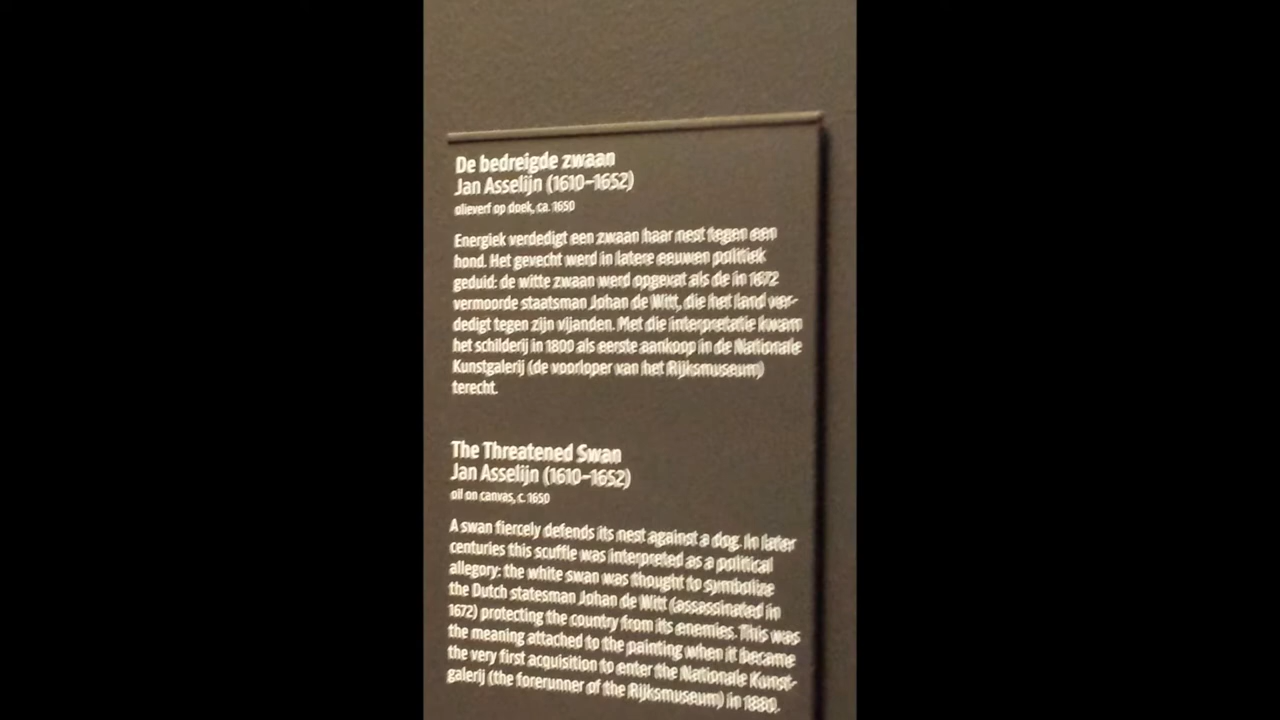 De bedreigde zwaan
Jan Asselijn (1610–1652)
olieverf op doek, ca. 1650
Energiek verdedigt een zwaan haar nest tegen een
hond. Het gevecht werd in latere eeuwen politiek
geduid: de witte zwaan werd opgevat als de in 1672
vermoorde staatsman Johan de Witt, die het land ver-
dedigt tegen zijn vijanden. Met die interpretatie kwam
het schilderij in 1800 als eerste aankoop in de Nationale
Kunstgalerij (de voorloper van het Rijksmuseum)
terecht.
The Threatened Swan
Jan Asselijn (1610–1652)
oil on canvas, c. 1650
A swan fiercely defends its nest against a dog. In later
centuries this scuffle was interpreted as a political
allegory: the white swan was thought to symbolize
the Dutch statesman Johan de Witt (assassinated in
1672) protecting the country from its enemies. This was
the meaning attached to the painting when it became
the very first acquisition to enter the Nationale Kunst-
galerij (the forerunner of the Rijksmuseum) in